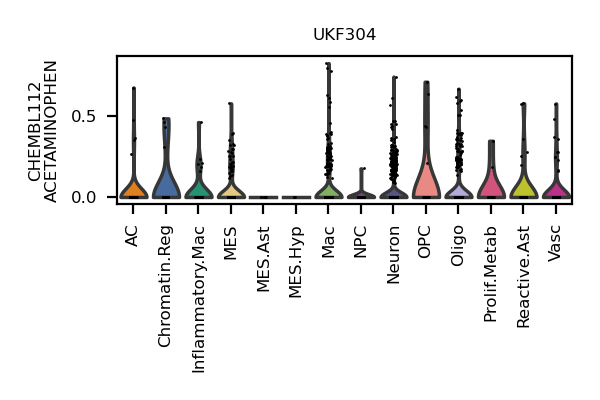 UKF304
CHEMBL112
ACETAMINOPHEN
0.5
0.0
AC
Chromatin.Reg
Inflammatory.Mac
MES
MES.Ast
MES.Hyp
Mac
NPC
Neuron
OPC
Oligo
Prolif.Metab
Reactive.Ast
Vasc